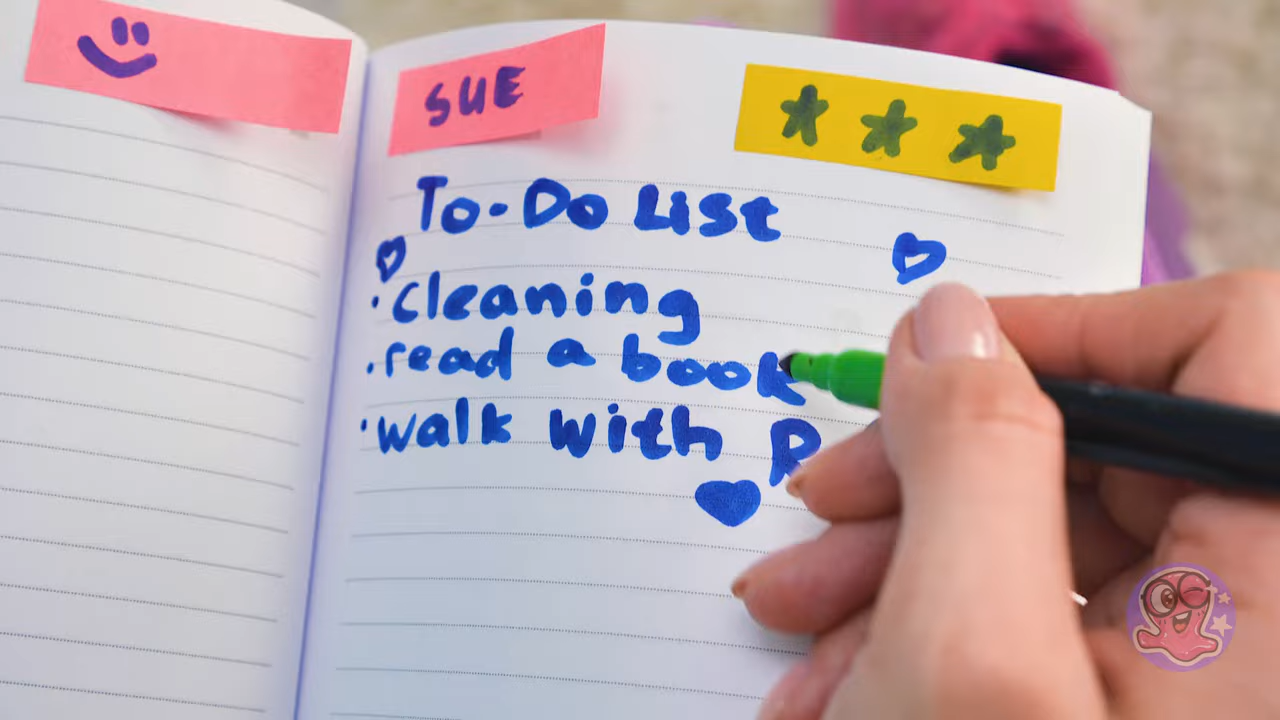 SUE
To-Do List
· Cleaning
· read a book
· walk with R